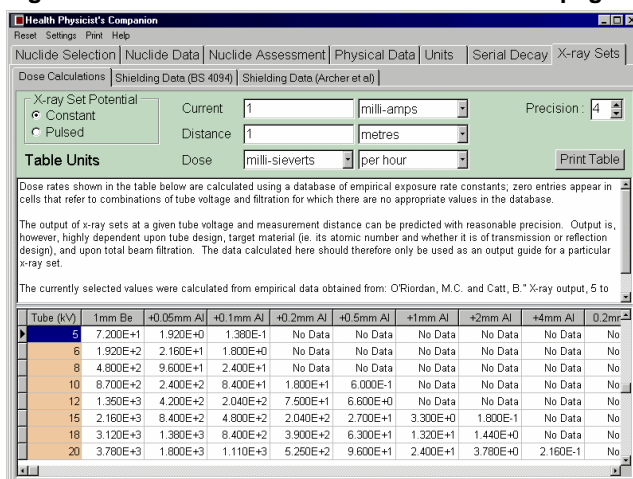 Health Physicist's Companion
Reset Settings Print Help
Nuclide Selection Nuclide Data Nuclide Assessment Physical Data Units Serial Decay X-ray Sets
Dose Calculations Shielding Data (BS 4094) Shielding Data (Archer et al)
X-ray Set Potential
Constant
Pulsed
Current 1 milli-amps
Precision : 4
Distance 1 metres
Table Units Dose milli-sieverts per hour Print Table
Dose rates shown in the table below are calculated using a database of empirical exposure rate constants; zero entries appear in
cells that refer to combinations of tube voltage and filtration for which there are no appropriate values in the database.
The output of x-ray sets at a given tube voltage and measurement distance can be predicted with reasonable precision. Output is,
however, highly dependent upon tube design, target material (ie. its atomic number and whether it is of transmission or reflection
design), and upon total beam filtration. The data calculated here should therefore only be used as an output guide for a particular
x-ray set.
The currently selected values were calculated from empirical data obtained from: O'Riordan, M.C. and Catt, B." X-ray output, 5 to
Tube (kV) 1mm Be +0.05mm Al +0.1mm Al +0.2mm Al +0.5mm Al +1mm Al +2mm Al +4mm Al 0.2mr
5 7.200E+1 1.920E+0 1.380E-1 No Data No Data No Data No Data No Data No
6 1.920E+2 2.160E+1 1.800E+0 No Data No Data No Data No Data No Data No
8 4.800E+2 9.600E+1 2.400E+1 No Data No Data No Data No Data No Data No
10 8.700E+2 2.400E+2 8.400E+1 1.800E+1 6.000E-1 No Data No Data No Data No
12 1.350E+3 4.200E+2 2.040E+2 7.500E+1 6.600E+0 No Data No Data No Data No
15 2.160E+3 8.400E+2 4.800E+2 2.040E+2 2.700E+1 3.300E+0 1.800E-1 No Data No
18 3.120E+3 1.380E+3 8.400E+2 3.900E+2 6.300E+1 1.320E+1 1.440E+0 No Data No
20 3.780E+3 1.800E+3 1.110E+3 5.250E+2 9.600E+1 2.400E+1 3.780E+0 2.160E-1 No